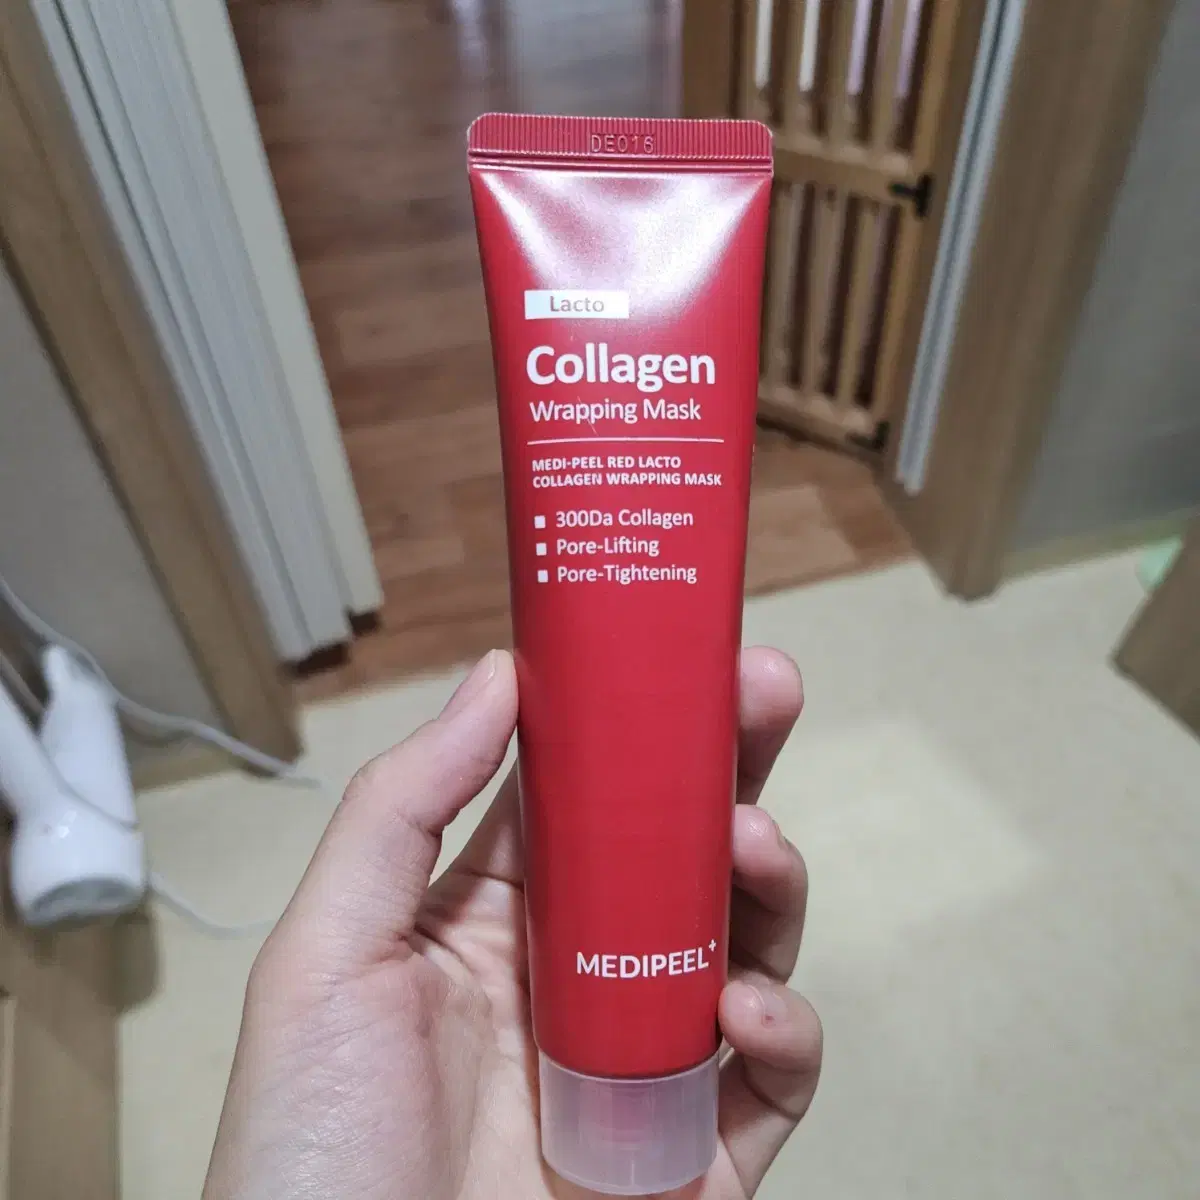 DE016
Lacto
Collagen
Wrapping Mask
MEDI-PEEL RED LACTO
COLLAGEN WRAPPING MASK
300Da Collagen
Pore-Lifting
Pore-Tightening
MEDIPEEL+